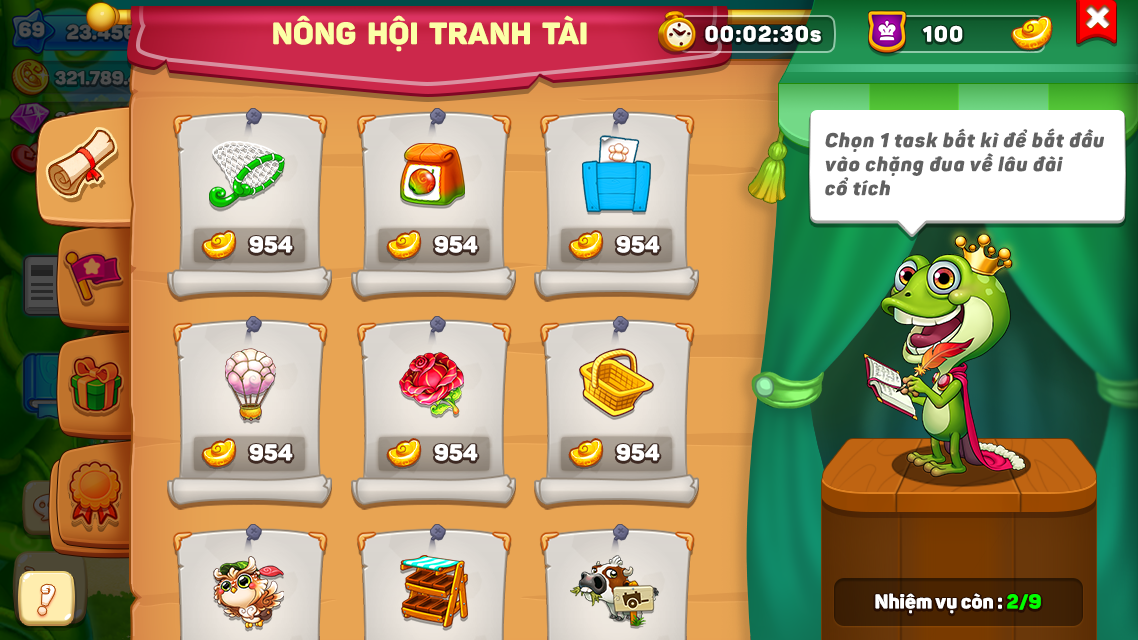 69
NÔNG HỘI TRANH TÀI
00:02:30s
100
321.789.
Chọn 1 task bất kì để bắt đầu
vào chặng đua về lâu đài
cổ tích
954 954 954
954 954 954
Nhiệm vụ còn : 2/9